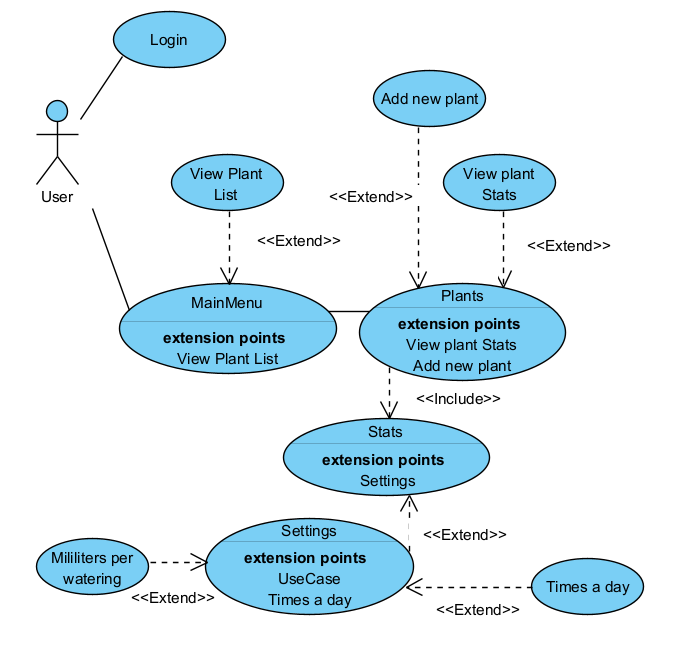 Login
Add new plant
View Plant
List
<<Extend>>
View plant
Stats
User
<<Extend>>
<<Extend>>
MainMenu
extension points
View Plant List
Plants
extension points
View plant Stats
Add new plant
<<Include>>
Stats
extension points
Settings
<<Extend>>
Settings
extension points
UseCase
Times a day
Mililiters per
watering
<<Extend>>
Times a day
<<Extend>>